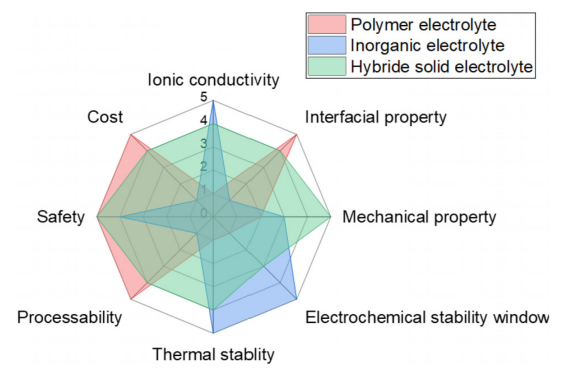 Polymer electrolyte
Inorganic electrolyte
Hybride solid electrolyte
Ionic conductivity
5
4
3
2
1
0
Cost
Interfacial property
Safety
Mechanical property
Processability
Electrochemical stability window
Thermal stablity